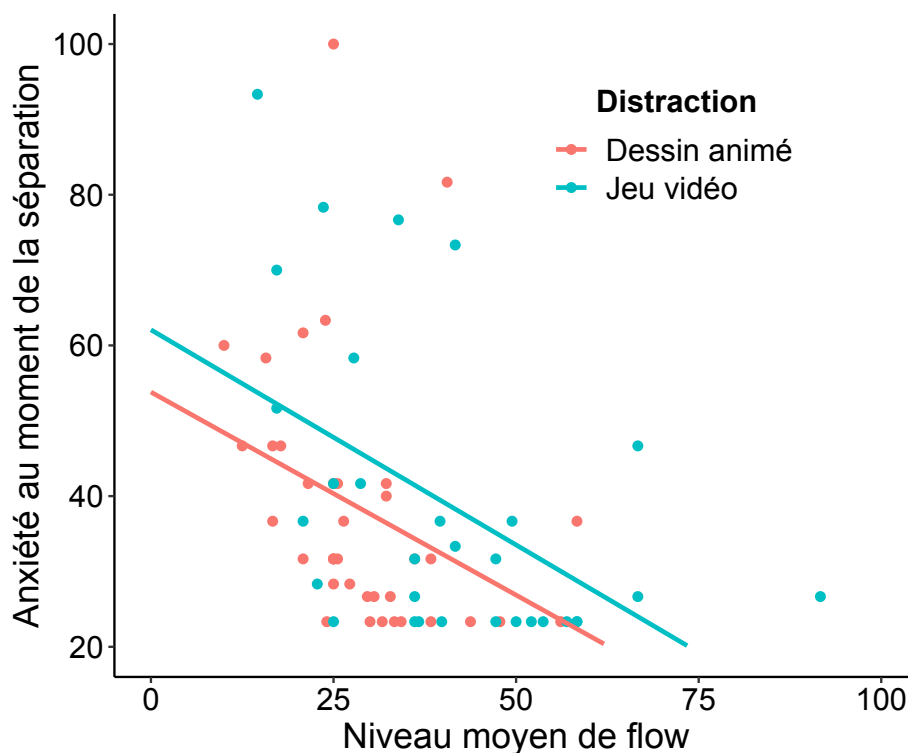 Anxiété au moment de la séparation
100
80
60
40
20
Distraction
Dessin animé
Jeu vidéo
0
25
50
75
100
Niveau moyen de flow